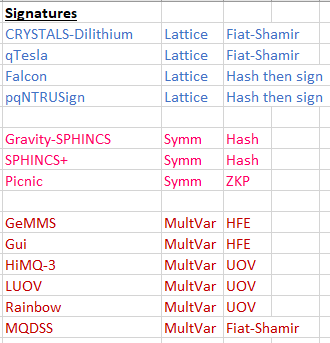 Signatures
CRYSTALS-Dilithium Lattice Fiat-Shamir
qTesla Lattice Fiat-Shamir
Falcon Lattice Hash then sign
pqNTRUSign Lattice Hash then sign
Gravity-SPHINCS Symm Hash
SPHINCS+ Symm Hash
Picnic Symm ZKP
GeMMS MultVar HFE
Gui MultVar HFE
HiMQ-3 MultVar UOV
LUOV MultVar UOV
Rainbow MultVar UOV
MQDSS MultVar Fiat-Shamir